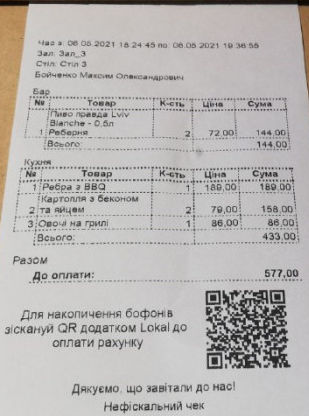 Час з: 06.05.2021 18:24:43 по: 06.05.2021 19:36:55
Зал: Зал_3
Стіл: Стіл 3
Бойченко Максим Олександрович
Бар
№ Товар К-сть Ціна Сума
Пиво правда Lviv
Blanche - 0,5л
1 Реберня 2 72,00 144,00
Всього: 144,00
Кухня
№ Товар К-сть Ціна Сума
1 Ребра з BBQ 1 189,00 189,00
Картопля з беконом
2 та яйцем 2 79,00 158,00
3 Овочі на грилі 1 86,00 86,00
Всього: 433,00
Разом
До оплати: 577,00
Для накопичення бофонів
зіскануй QR додатком Lokal до
оплати рахунку
Дякуємо, що завітали до нас!
Нефіскальний чек